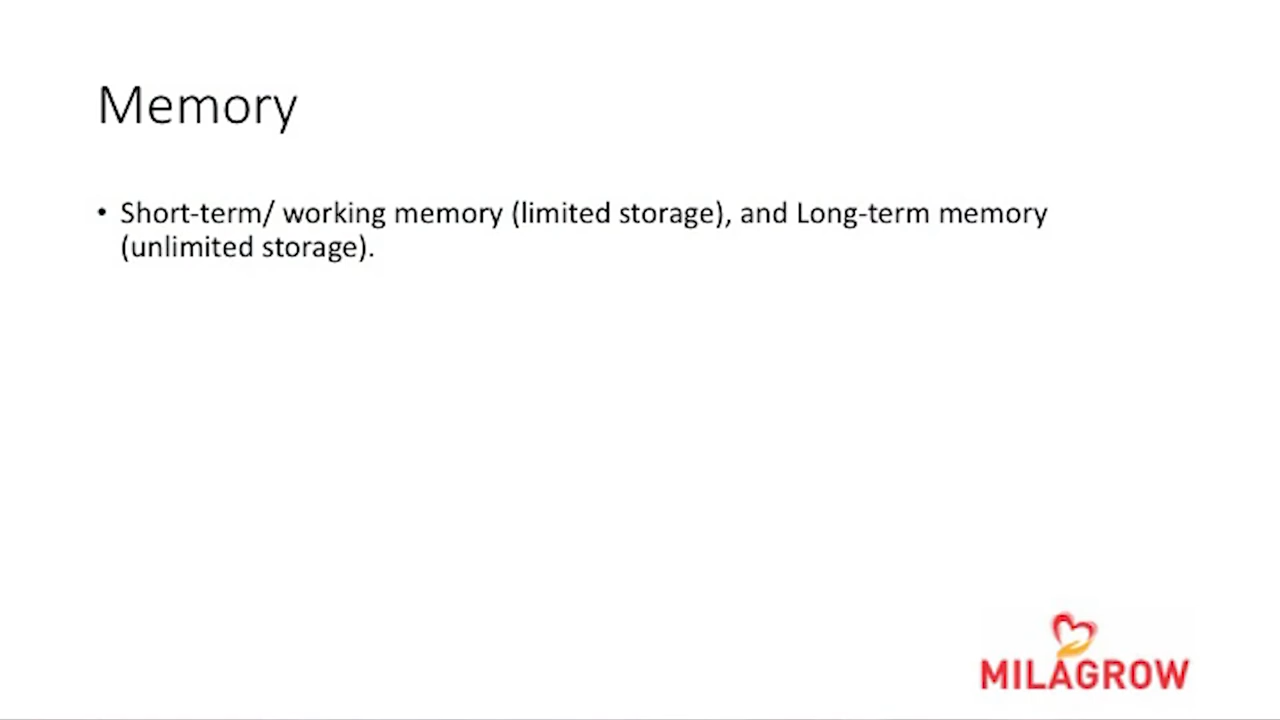 Memory
• Short-term/ working memory (limited storage), and Long-term memory
(unlimited storage).
MILAGROW